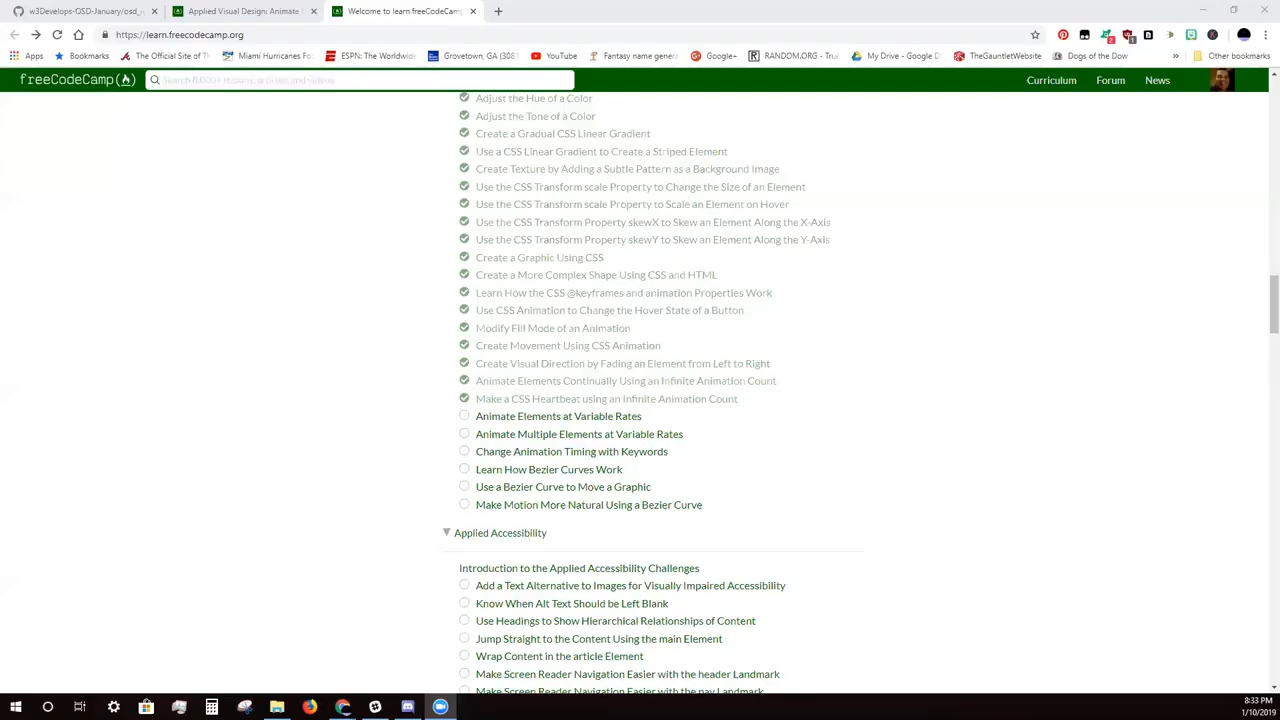 w3Develops-OSD-January/osd_r
Applied Visual Design: Animate
Welcome to learn.freeCodeCamp
https://learn.freecodecamp.org
Apps
Bookmarks
The Official Site of th
Miami Hurricanes Fo
ESPN: The Worldwide
Grovetown, GA (3081
YouTube
Fantasy name genera
Google+
RANDOM.ORG - True
My Drive - Google D
TheGauntletWebsite
Dogs of the Dow
»
Other bookmarks
freeCodeCamp
Search 8,000+ lessons, articles, and videos
Curriculum
Forum
News
Adjust the Hue of a Color
Adjust the Tone of a Color
Create a Gradual CSS Linear Gradient
Use a CSS Linear Gradient to Create a Striped Element
Create Texture by Adding a Subtle Pattern as a Background Image
Use the CSS Transform scale Property to Change the Size of an Element
Use the CSS Transform scale Property to Scale an Element on Hover
Use the CSS Transform Property skewX to Skew an Element Along the X-Axis
Use the CSS Transform Property skewY to Skew an Element Along the Y-Axis
Create a Graphic Using CSS
Create a More Complex Shape Using CSS and HTML
Learn How the CSS @keyframes and animation Properties Work
Use CSS Animation to Change the Hover State of a Button
Modify Fill Mode of an Animation
Create Movement Using CSS Animation
Create Visual Direction by Fading an Element from Left to Right
Animate Elements Continually Using an Infinite Animation Count
Make a CSS Heartbeat using an Infinite Animation Count
Animate Elements at Variable Rates
Animate Multiple Elements at Variable Rates
Change Animation Timing with Keywords
Learn How Bezier Curves Work
Use a Bezier Curve to Move a Graphic
Make Motion More Natural Using a Bezier Curve
Applied Accessibility
Introduction to the Applied Accessibility Challenges
Add a Text Alternative to Images for Visually Impaired Accessibility
Know When Alt Text Should be Left Blank
Use Headings to Show Hierarchical Relationships of Content
Jump Straight to the Content Using the main Element
Wrap Content in the article Element
Make Screen Reader Navigation Easier with the header Landmark
Make Screen Reader Navigation Easier with the nav Landmark
8:33 PM
1/10/2019